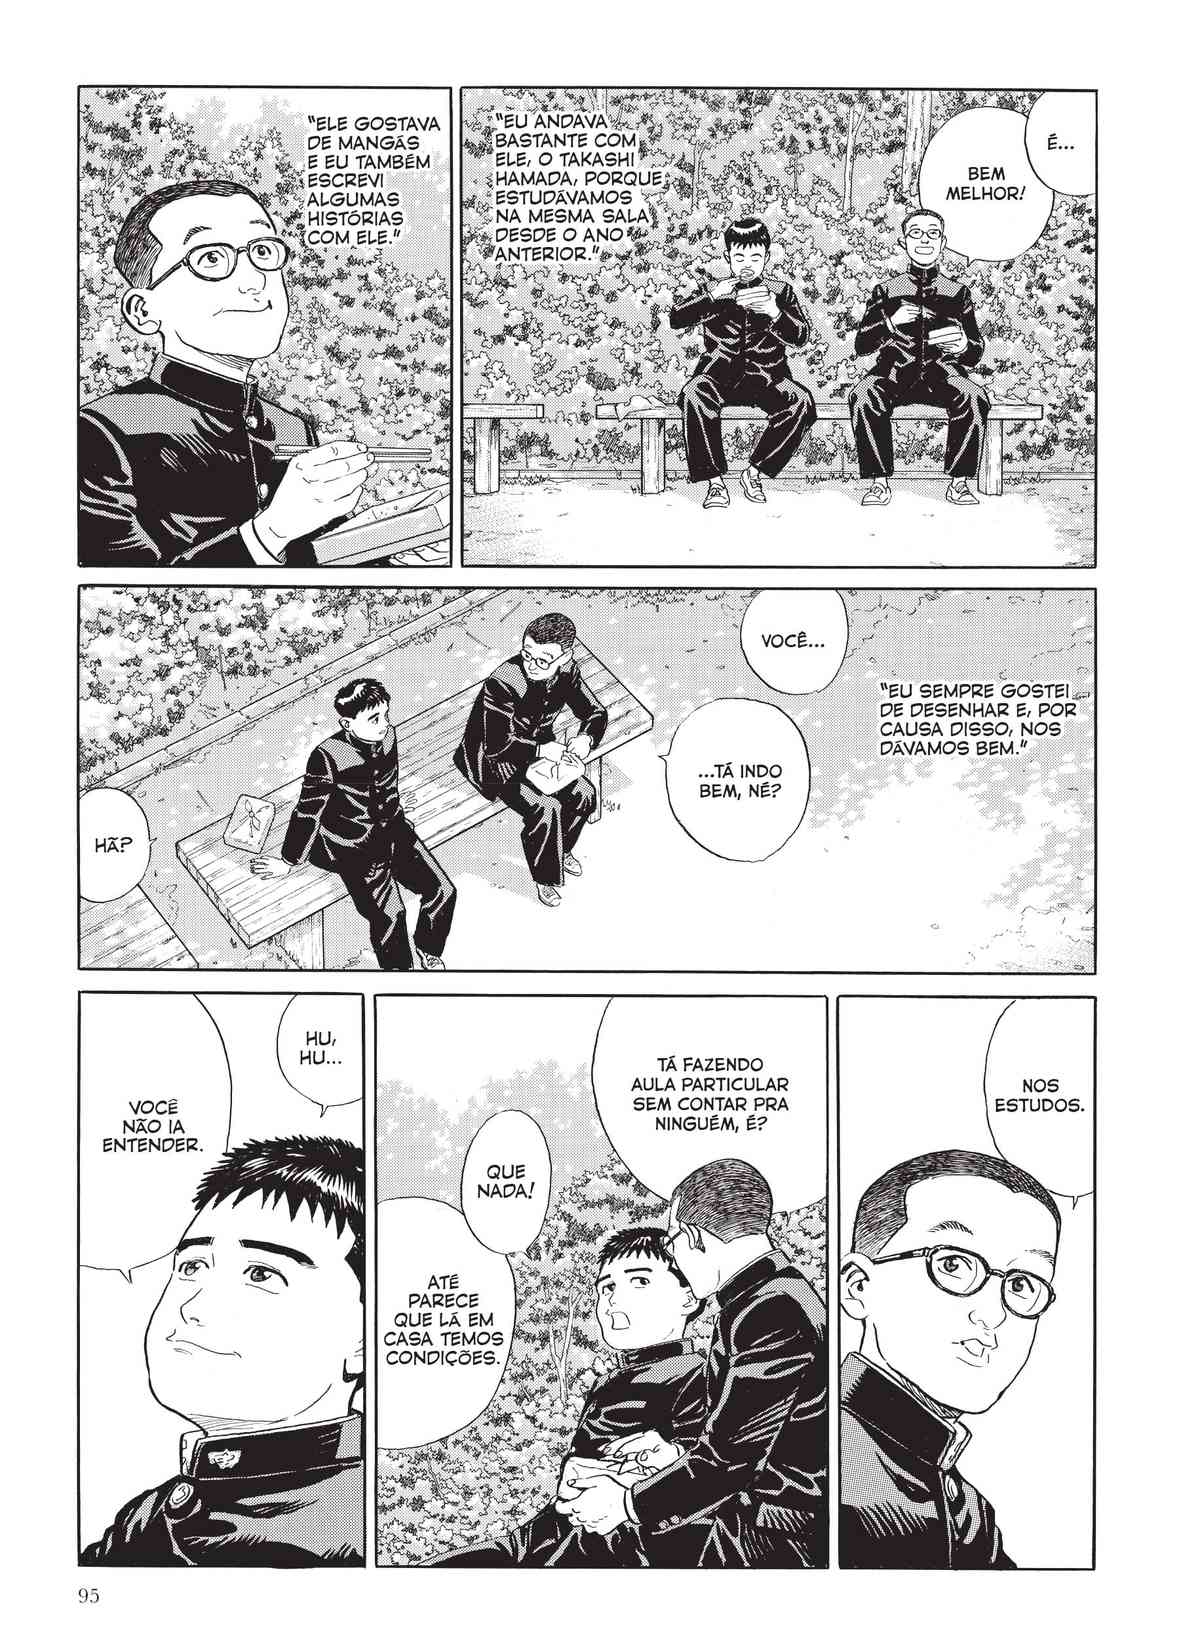 É...
BEM
MELHOR!
"EU ANDAVA
BASTANTE COM
ELE, O TAKASHI
HAMADA, PORQUE
ESTUDÁVAMOS
NA MESMA SALA
DESDE O ANO
ANTERIOR."
"ELE GOSTAVA
DE MANGÁS
E EU TAMBÉM
ESCREVI
ALGUMAS
HISTÓRIAS
COM ELE."
"EU SEMPRE GOSTEI
DE DESENHAR E, POR
CAUSA DISSO, NOS
DÁVAMOS BEM."
VOCÊ...
...TÁ INDO
BEM, NÉ?
HÃ?
NOS
ESTUDOS.
TÁ FAZENDO
AULA PARTICULAR
SEM CONTAR PRA
NINGUÉM, É?
QUE
NADA!
ATÉ
PARECE
QUE LÁ EM
CASA TEMOS
CONDIÇÕES.
HU,
HU...
VOCÊ
NÃO IA
ENTENDER.
95